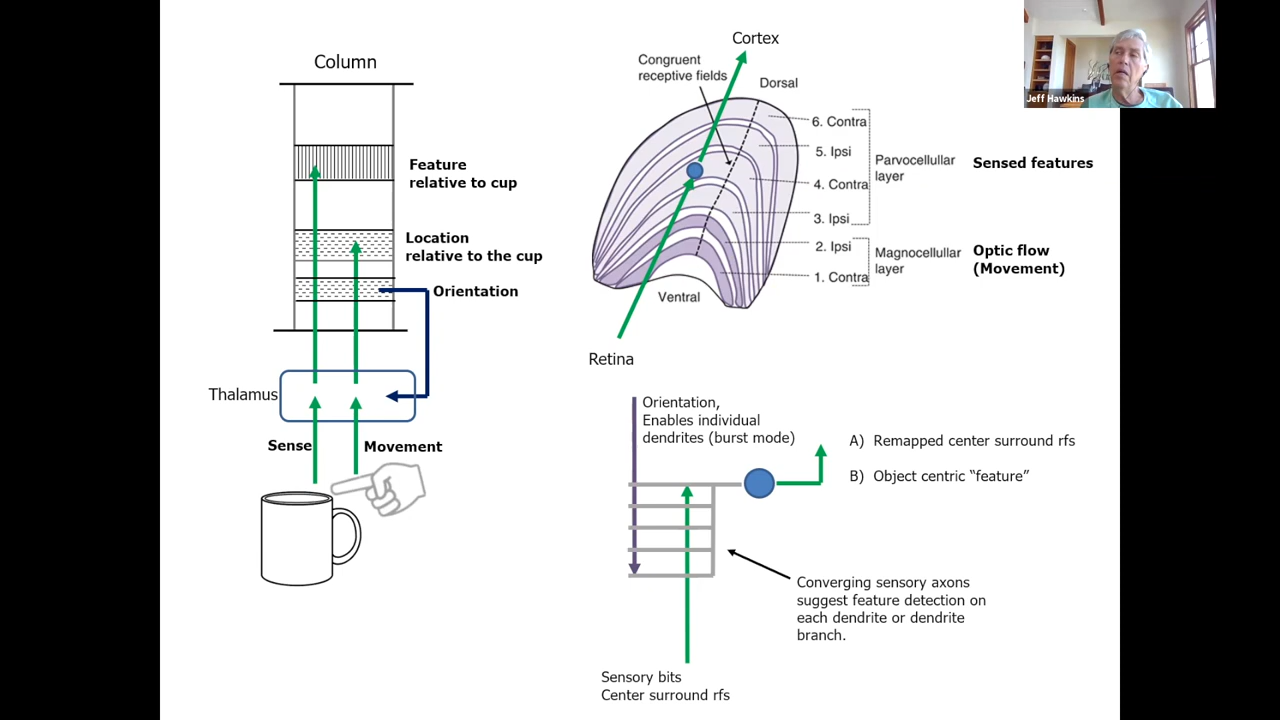 Column
Feature
relative to cup
Location
relative to the cup
Orientation
Thalamus
Sense
Movement
Cortex
Congruent
receptive fields
Dorsal
6. Contra
5. Ipsi
4. Contra
3. Ipsi
2. Ipsi
1. Contra
Parvocellular
layer
Magnocellular
layer
Sensed features
Optic flow
(Movement)
Ventral
Retina
Orientation,
Enables individual
dendrites (burst mode)
A) Remapped center surround rfs
B) Object centric “feature”
Converging sensory axons
suggest feature detection on
each dendrite or dendrite
branch.
Sensory bits
Center surround rfs
Jeff Hawkins